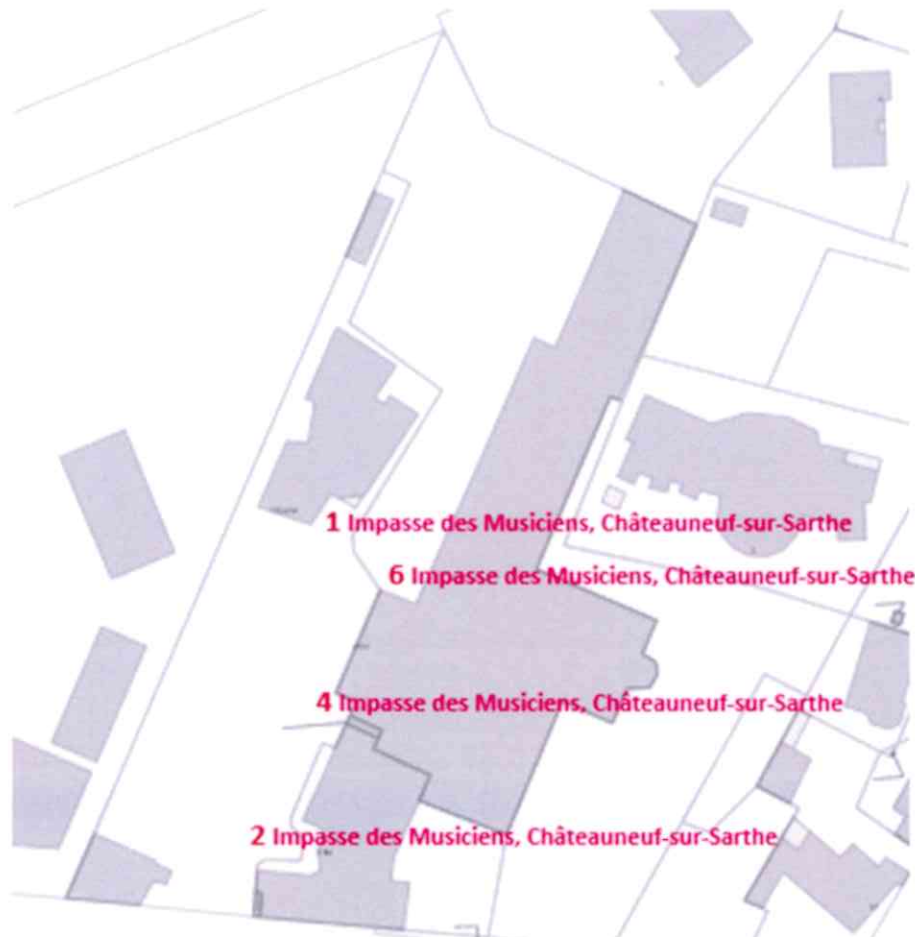 1 Impasse des Musiciens, Châteauneuf-sur-Sarthe
6 Impasse des Musiciens, Châteauneuf-sur-Sarthe
4 Impasse des Musiciens, Châteauneuf-sur-Sarthe
2 Impasse des Musiciens, Châteauneuf-sur-Sarthe